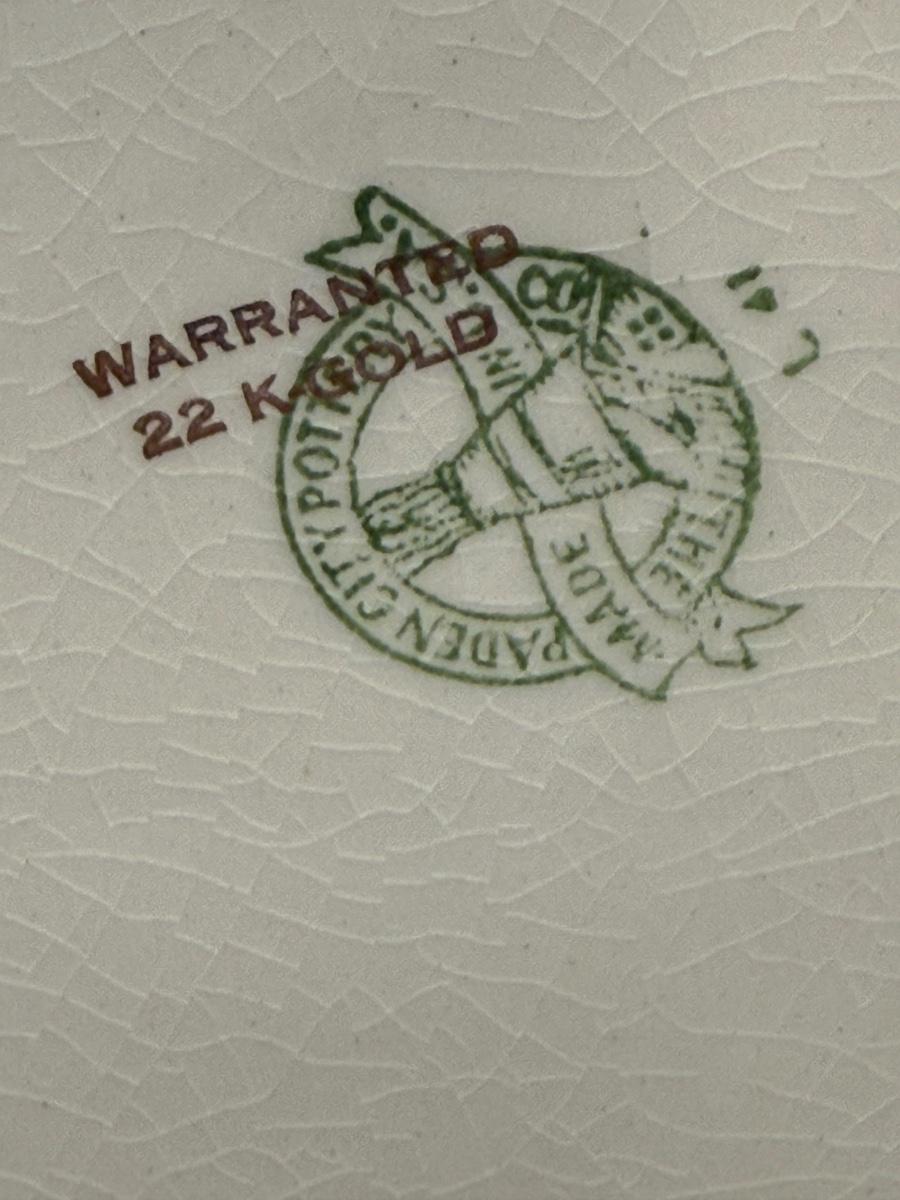 WARRANTED
22 K·GOLD
THE PADEN CITY POTTERY CO
MADE IN